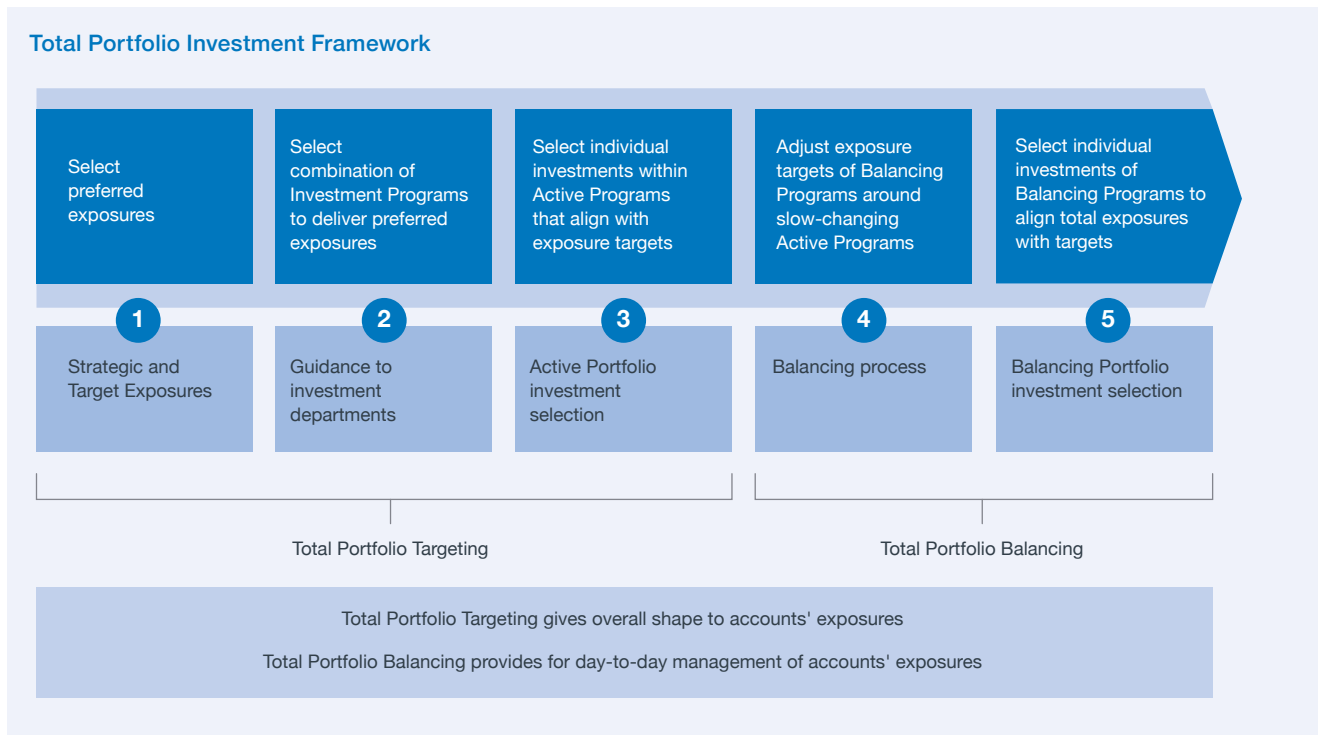 Total Portfolio Investment Framework
Select
preferred
exposures
Select
combination of
Investment Programs
to deliver preferred
exposures
Select individual
investments within
Active Programs
that align with
exposure targets
Adjust exposure
targets of Balancing
Programs around
slow-changing
Active Programs
Select individual
investments of
Balancing Programs to
align total exposures
with targets
1
Strategic and
Target Exposures
2
Guidance to
investment
departments
3
Active Portfolio
investment
selection
4
Balancing process
5
Balancing Portfolio
investment selection
Total Portfolio Targeting
Total Portfolio Balancing
Total Portfolio Targeting gives overall shape to accounts' exposures
Total Portfolio Balancing provides for day-to-day management of accounts' exposures